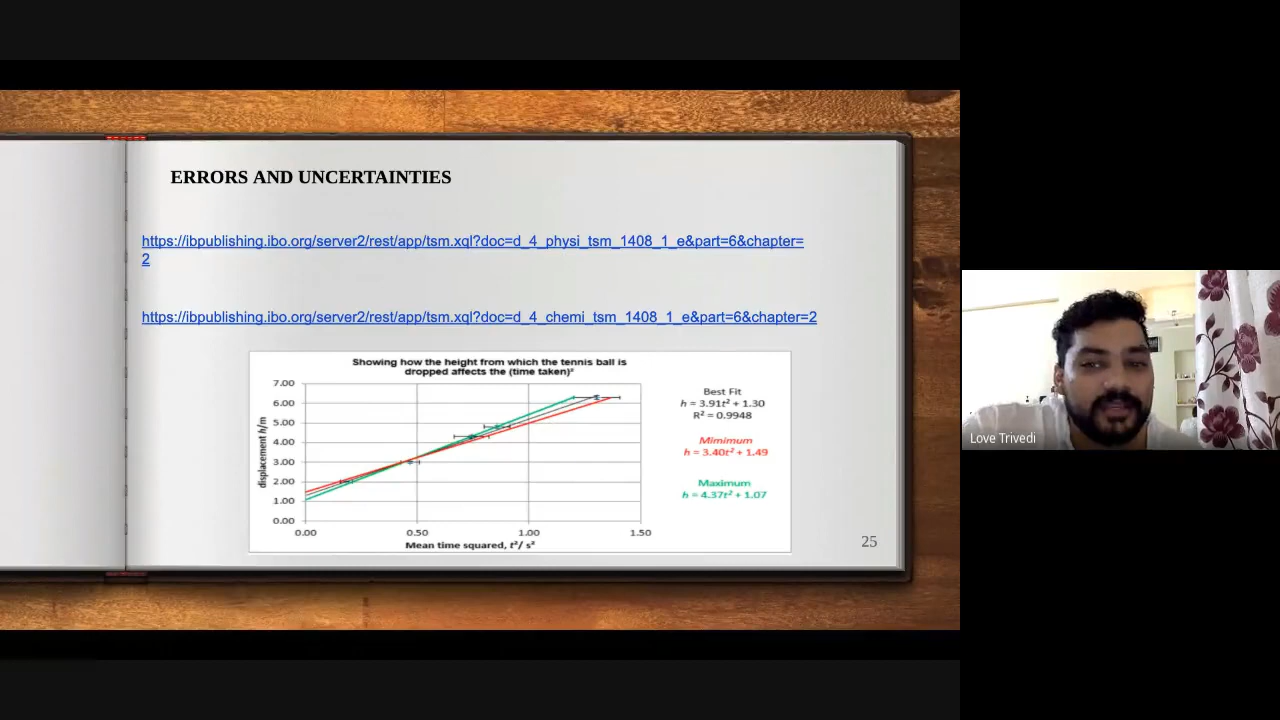 ERRORS AND UNCERTAINTIES
https://ibpublishing.ibo.org/server2/rest/app/tsm.xql?doc=d_4_physi_tsm_1408_1_e&part=6&chapter=
2
https://ibpublishing.ibo.org/server2/rest/app/tsm.xql?doc=d_4_chemi_tsm_1408_1_e&part=6&chapter=2
Showing how the height from which the tennis ball is
dropped affects the (time taken)²
7.00
6.00
5.00
4.00
3.00
2.00
1.00
0.00
displacement h/m
0.00 0.50 1.00 1.50
Mean time squared, t²/ s²
Best Fit
h = 3.91t² + 1.30
R² = 0.9948
Mimimum
h = 3.40t² + 1.49
Maximum
h = 4.37t² + 1.07
25
Love Trivedi